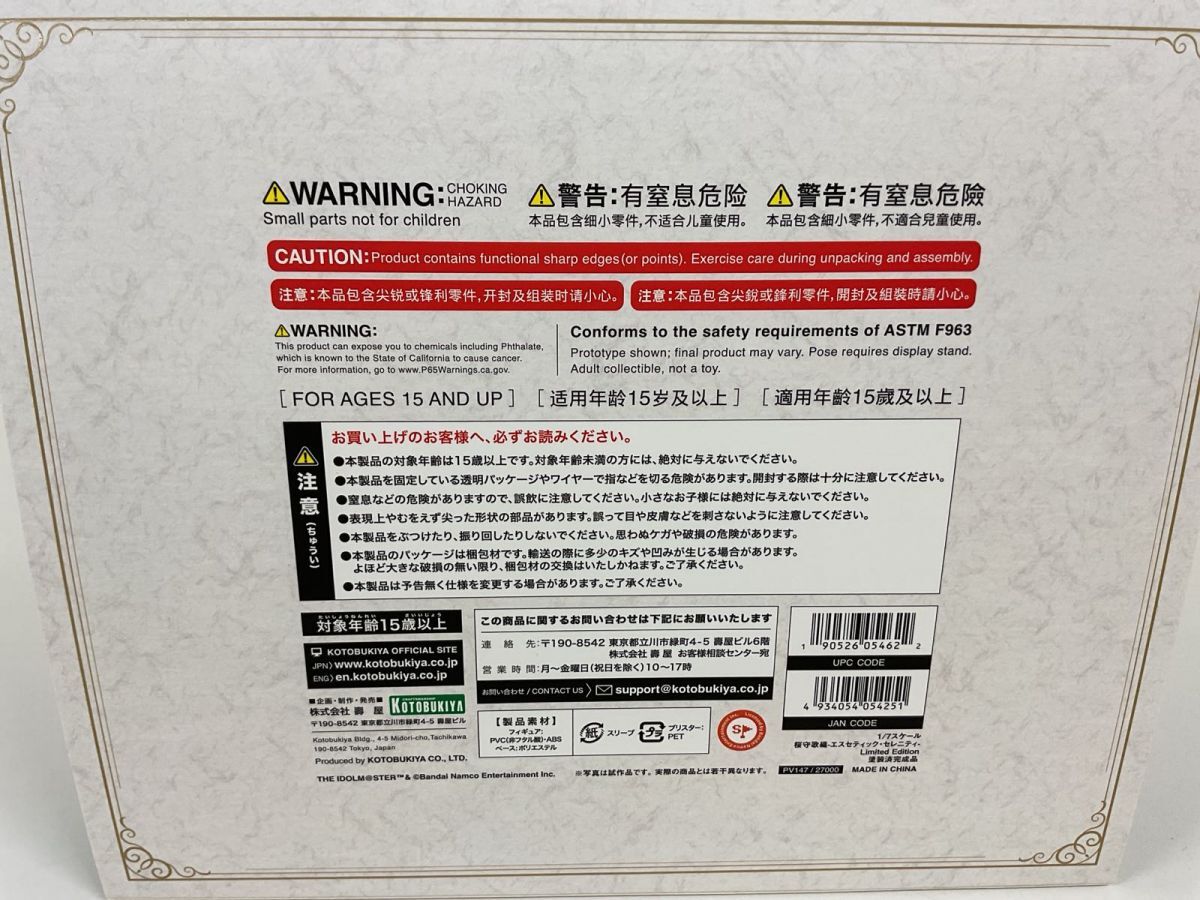 ⚠WARNING: CHOKING HAZARD
Small parts not for children
⚠警告:有窒息危险
本品包含细小零件,不适合儿童使用。
⚠警告:有窒息危險
本品包含細小零件,不適合兒童使用。
CAUTION:Product contains functional sharp edges(or points). Exercise care during unpacking and assembly.
注意:本品包含尖锐或锋利零件,开封及组装时请小心。
注意:本品包含尖銳或鋒利零件,開封及組裝時請小心。
⚠WARNING:
This product can expose you to chemicals including Phthalate,
which is known to the State of California to cause cancer.
For more information, go to www.P65Warnings.ca.gov.
Conforms to the safety requirements of ASTM F963
Prototype shown; final product may vary. Pose requires display stand.
Adult collectible, not a toy.
[FOR AGES 15 AND UP] [适用年龄15岁及以上] [適用年齡15歲及以上]
⚠注意(ちゅうい)
お買い上げのお客様へ、必ずお読みください。
●本製品の対象年齢は15歳以上です。対象年齢未満の方には、絶対に与えないでください。
●本製品を固定している透明パッケージやワイヤーで指などを切る危険があります。開封する際は十分に注意してください。
●窒息などの危険がありますので、誤飲に注意してください。小さなお子様には絶対に与えないでください。
●表現上やむをえず尖った形状の部品があります。誤って目や皮膚などを刺さないように注意してください。
●本製品をぶつけたり、振り回したりしないでください。思わぬケガや破損の危険があります。
●本製品のパッケージは梱包材です。輸送の際に多少のキズや凹みが生じる場合があります。
よほど大きな破損の無い限り、梱包材の交換はいたしかねます。ご了承ください。
●本製品は予告無く仕様を変更する場合があります。ご了承ください。
たいしょうねんれい さいいじょう
対象年齢15歳以上
KOTOBUKIYA OFFICIAL SITE
JPN〉www.kotobukiya.co.jp
ENG〉en.kotobukiya.co.jp
■企画・制作・発売■
株式会社 壽 屋
KOTOBUKIYA
〒190-8542 東京都立川市緑町4-5 壽屋ビル
Kotobukiya Bldg., 4-5 Midori-cho,Tachikawa
190-8542 Tokyo, Japan
Produced by KOTOBUKIYA CO., LTD.
THE IDOLM@STER™& ©Bandai Namco Entertainment Inc.
この商品に関するお問い合わせは下記にお願いいたします
連 絡 先:〒190-8542 東京都立川市緑町4-5 壽屋ビル6階
株式会社 壽 屋 お客様相談センター宛
営 業 時 間:月〜金曜日(祝日を除く)10〜17時
お問い合わせ / CONTACT US 〉 support@kotobukiya.co.jp
【製品素材】
フィギュア:
PVC(非フタル酸)・ABS
ベース:ポリエステル
紙 スリーブ
プラ ブリスター:
PET
※写真は試作品です。実際の商品とは若干異なります。
1 90526 05462 2
UPC CODE
4 934054 054251
JAN CODE
1/7スケール
桜守歌織-エスセティック・セレニティ-
Limited Edition
塗装済完成品
PV147 / 27000 MADE IN CHINA